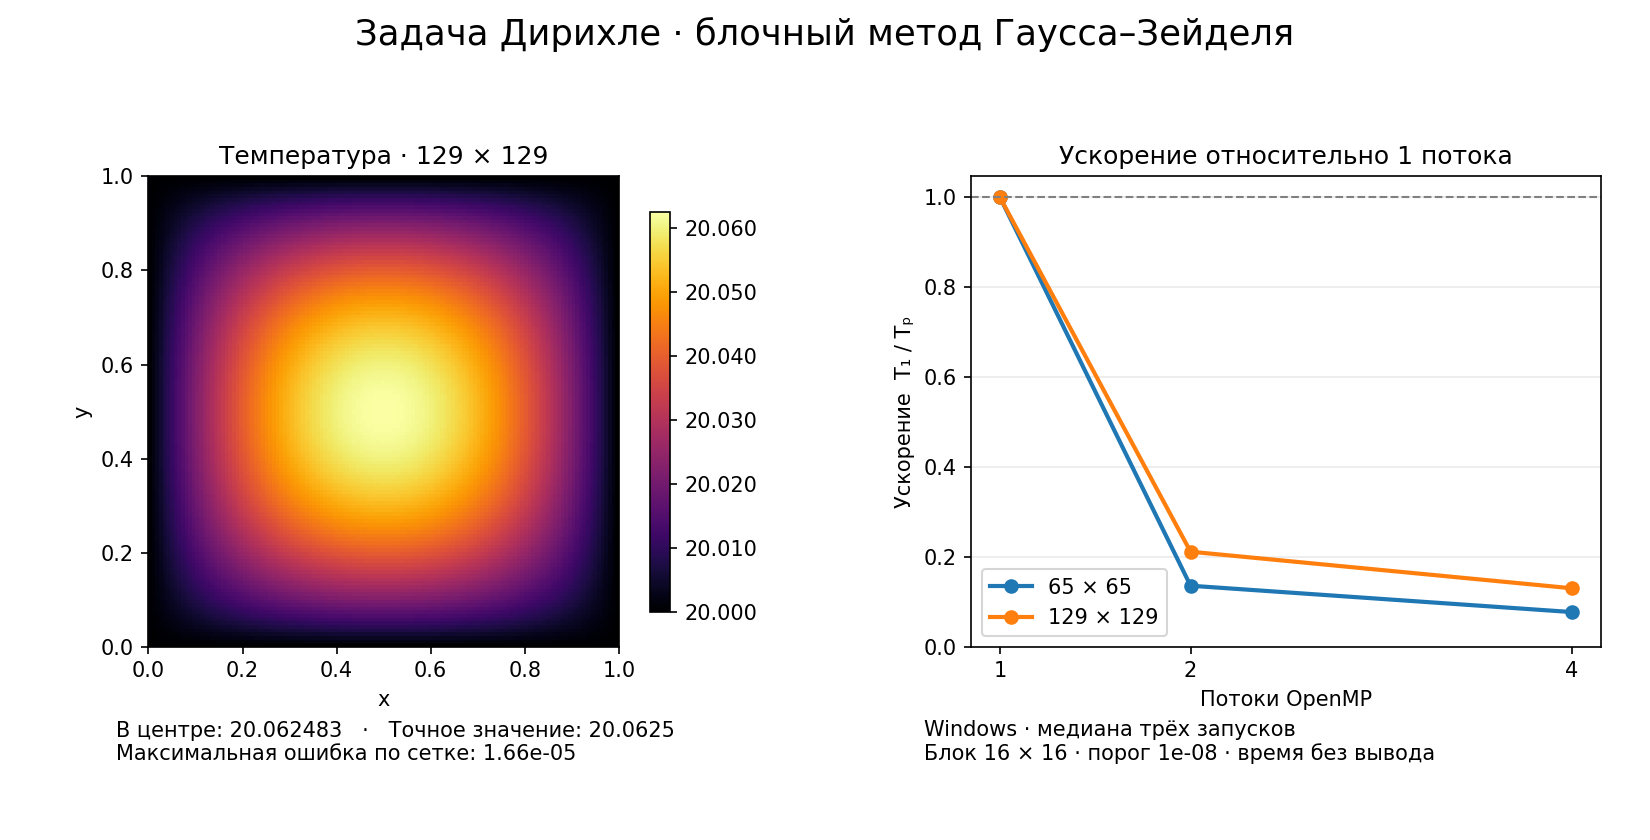 Задача Дирихле · блочный метод Гаусса–Зейделя
Температура · 129 × 129
1.0
0.8
0.6
0.4
0.2
0.0
y
0.0 0.2 0.4 0.6 0.8 1.0
x
20.060
20.050
20.040
20.030
20.020
20.010
20.000
В центре: 20.062483 · Точное значение: 20.0625
Максимальная ошибка по сетке: 1.66e-05
Ускорение относительно 1 потока
1.0
0.8
0.6
0.4
0.2
0.0
Ускорение T₁ / Tₚ
65 × 65
129 × 129
1 2 4
Потоки OpenMP
Windows · медиана трёх запусков
Блок 16 × 16 · порог 1e-08 · время без вывода